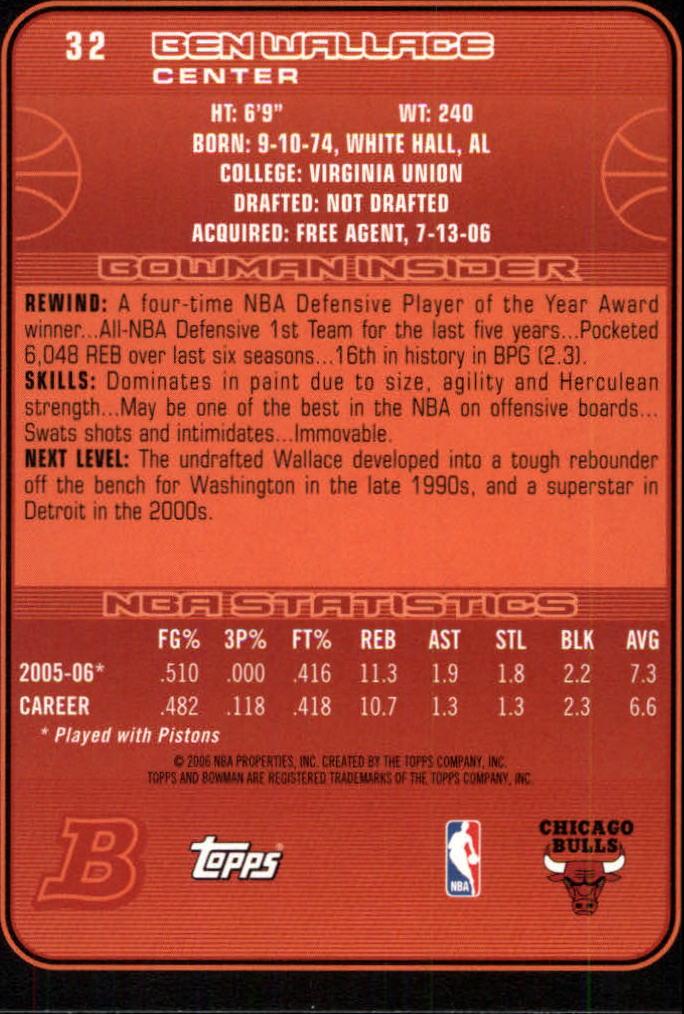 32 BEN WALLACE
CENTER
HT: 6'9" WT: 240
BORN: 9-10-74, WHITE HALL, AL
COLLEGE: VIRGINIA UNION
DRAFTED: NOT DRAFTED
ACQUIRED: FREE AGENT, 7-13-06
BOWMAN INSIDER
REWIND: A four-time NBA Defensive Player of the Year Award
winner...All-NBA Defensive 1st Team for the last five years...Pocketed
6,048 REB over last six seasons...16th in history in BPG (2.3).
SKILLS: Dominates in paint due to size, agility and Herculean
strength...May be one of the best in the NBA on offensive boards...
Swats shots and intimidates...Immovable.
NEXT LEVEL: The undrafted Wallace developed into a tough rebounder
off the bench for Washington in the late 1990s, and a superstar in
Detroit in the 2000s.
NBA STATISTICS
FG% 3P% FT% REB AST STL BLK AVG
2005-06* .510 .000 .416 11.3 1.9 1.8 2.2 7.3
CAREER .482 .118 .418 10.7 1.3 1.3 2.3 6.6
* Played with Pistons
© 2006 NBA PROPERTIES, INC. CREATED BY THE TOPPS COMPANY, INC.
TOPPS AND BOWMAN ARE REGISTERED TRADEMARKS OF THE TOPPS COMPANY, INC.
B Topps NBA CHICAGO
BULLS